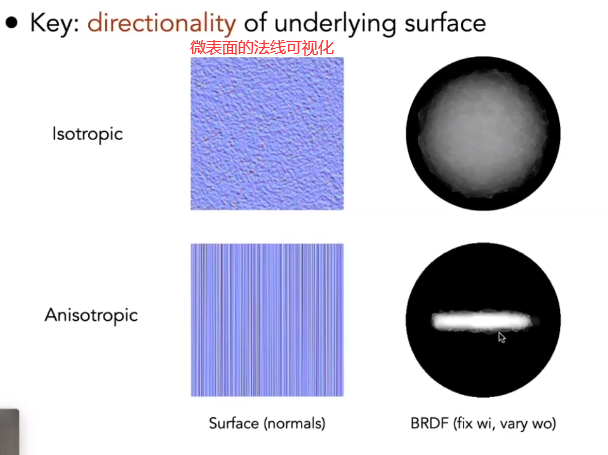 ● Key: directionality of underlying surface
微表面的法线可视化
Isotropic
Anisotropic
Surface (normals)
BRDF (fix wi, vary wo)